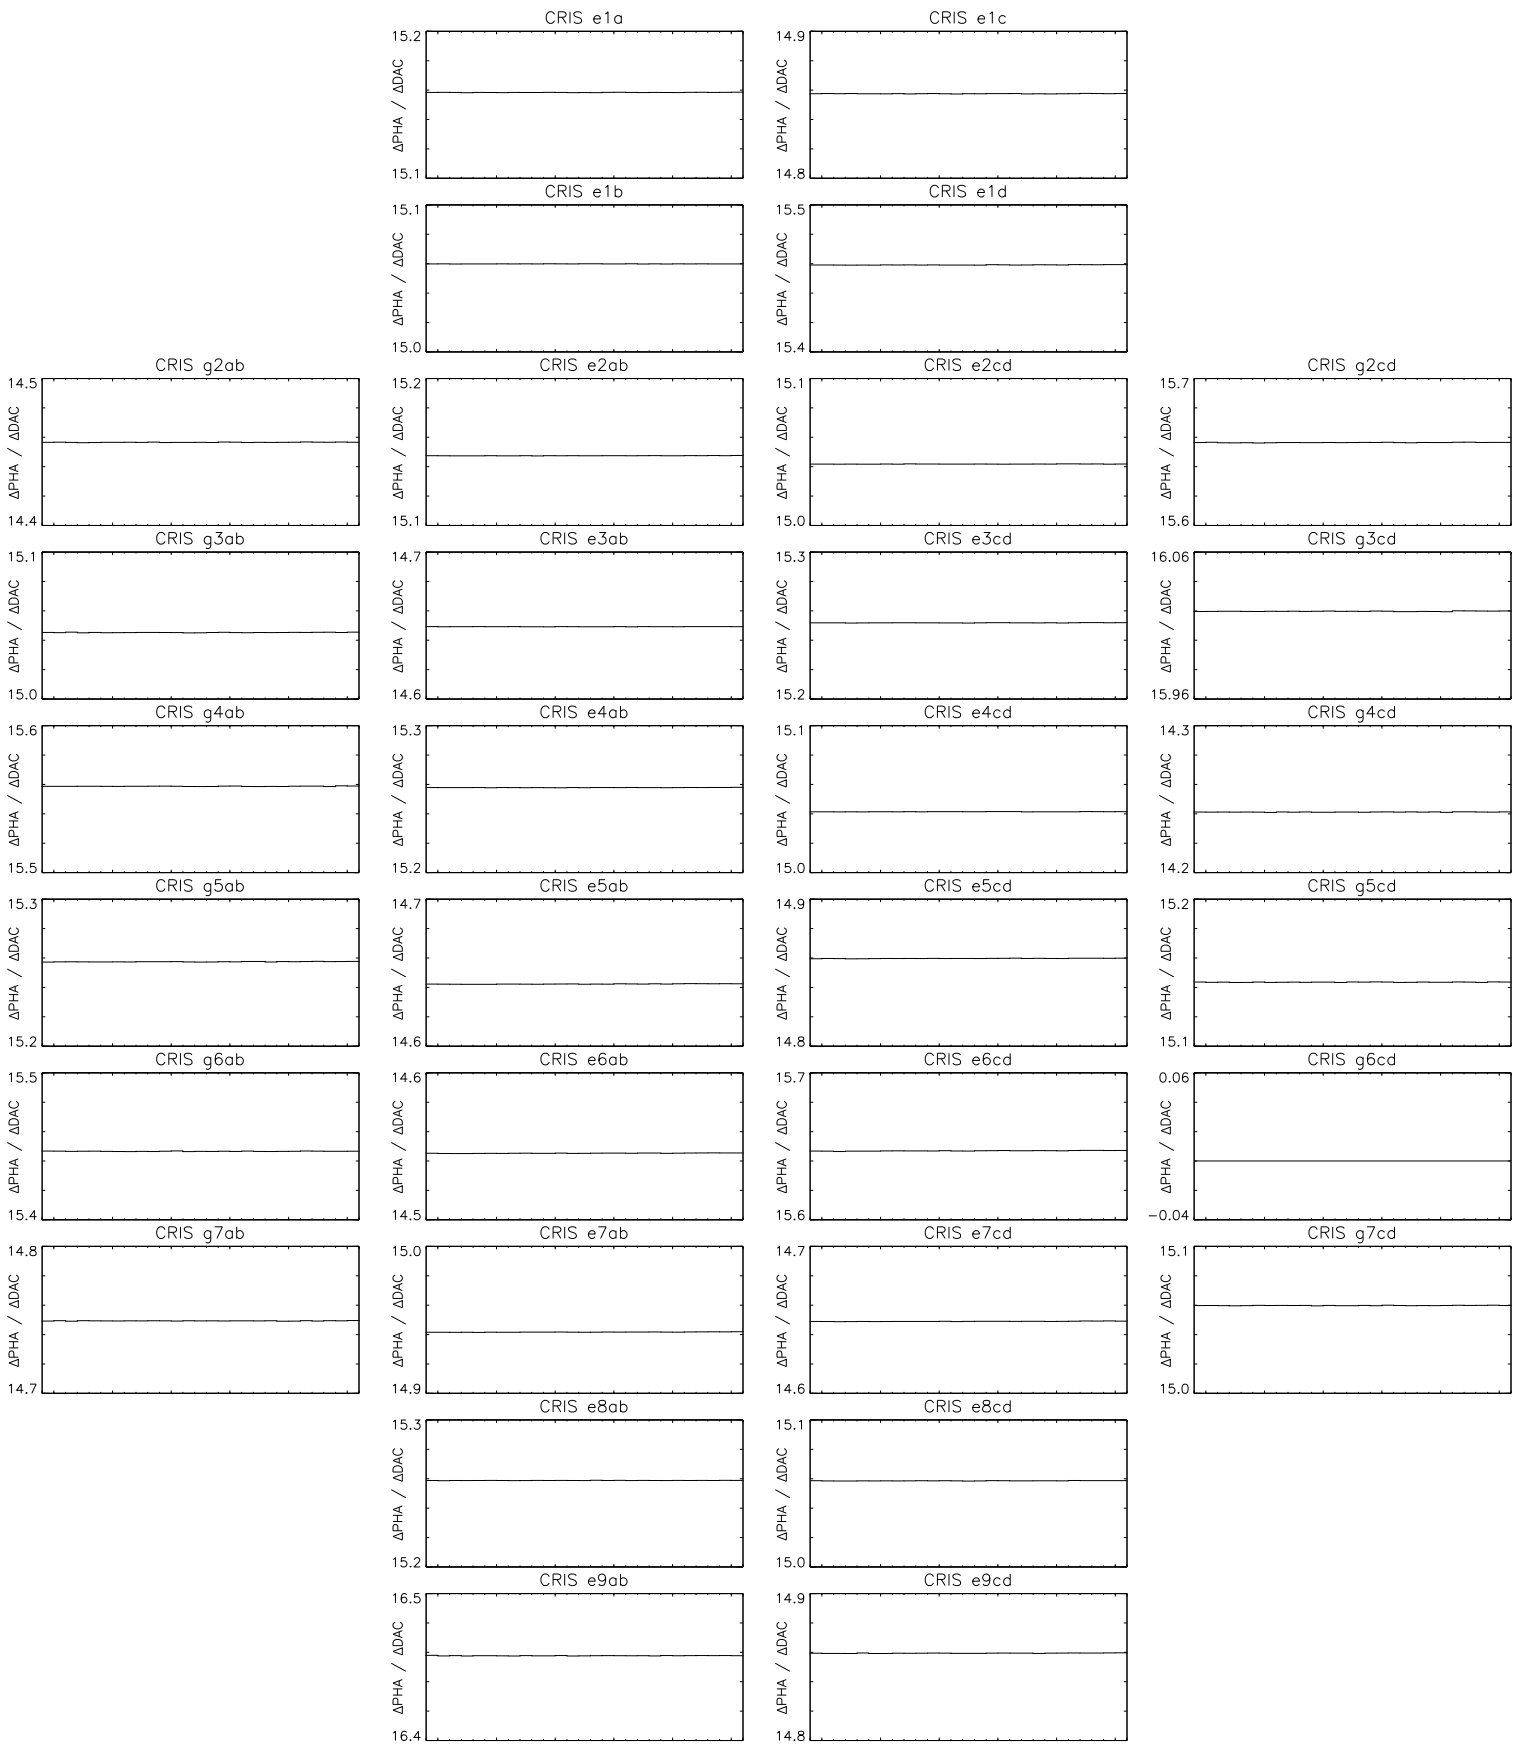 CRIS e1a
15.2
ΔPHA / ΔDAC
15.1
CRIS e1c
14.9
ΔPHA / ΔDAC
14.8
CRIS e1b
15.1
ΔPHA / ΔDAC
15.0
CRIS e1d
15.5
ΔPHA / ΔDAC
15.4
CRIS g2ab
14.5
ΔPHA / ΔDAC
14.4
CRIS e2ab
15.2
ΔPHA / ΔDAC
15.1
CRIS e2cd
15.1
ΔPHA / ΔDAC
15.0
CRIS g2cd
15.7
ΔPHA / ΔDAC
15.6
CRIS g3ab
15.1
ΔPHA / ΔDAC
15.0
CRIS e3ab
14.7
ΔPHA / ΔDAC
14.6
CRIS e3cd
15.3
ΔPHA / ΔDAC
15.2
CRIS g3cd
16.06
ΔPHA / ΔDAC
15.96
CRIS g4ab
15.6
ΔPHA / ΔDAC
15.5
CRIS e4ab
15.3
ΔPHA / ΔDAC
15.2
CRIS e4cd
15.1
ΔPHA / ΔDAC
15.0
CRIS g4cd
14.3
ΔPHA / ΔDAC
14.2
CRIS g5ab
15.3
ΔPHA / ΔDAC
15.2
CRIS e5ab
14.7
ΔPHA / ΔDAC
14.6
CRIS e5cd
14.9
ΔPHA / ΔDAC
14.8
CRIS g5cd
15.2
ΔPHA / ΔDAC
15.1
CRIS g6ab
15.5
ΔPHA / ΔDAC
15.4
CRIS e6ab
14.6
ΔPHA / ΔDAC
14.5
CRIS e6cd
15.7
ΔPHA / ΔDAC
15.6
CRIS g6cd
0.06
ΔPHA / ΔDAC
−0.04
CRIS g7ab
14.8
ΔPHA / ΔDAC
14.7
CRIS e7ab
15.0
ΔPHA / ΔDAC
14.9
CRIS e7cd
14.7
ΔPHA / ΔDAC
14.6
CRIS g7cd
15.1
ΔPHA / ΔDAC
15.0
CRIS e8ab
15.3
ΔPHA / ΔDAC
15.2
CRIS e8cd
15.1
ΔPHA / ΔDAC
15.0
CRIS e9ab
16.5
ΔPHA / ΔDAC
16.4
CRIS e9cd
14.9
ΔPHA / ΔDAC
14.8